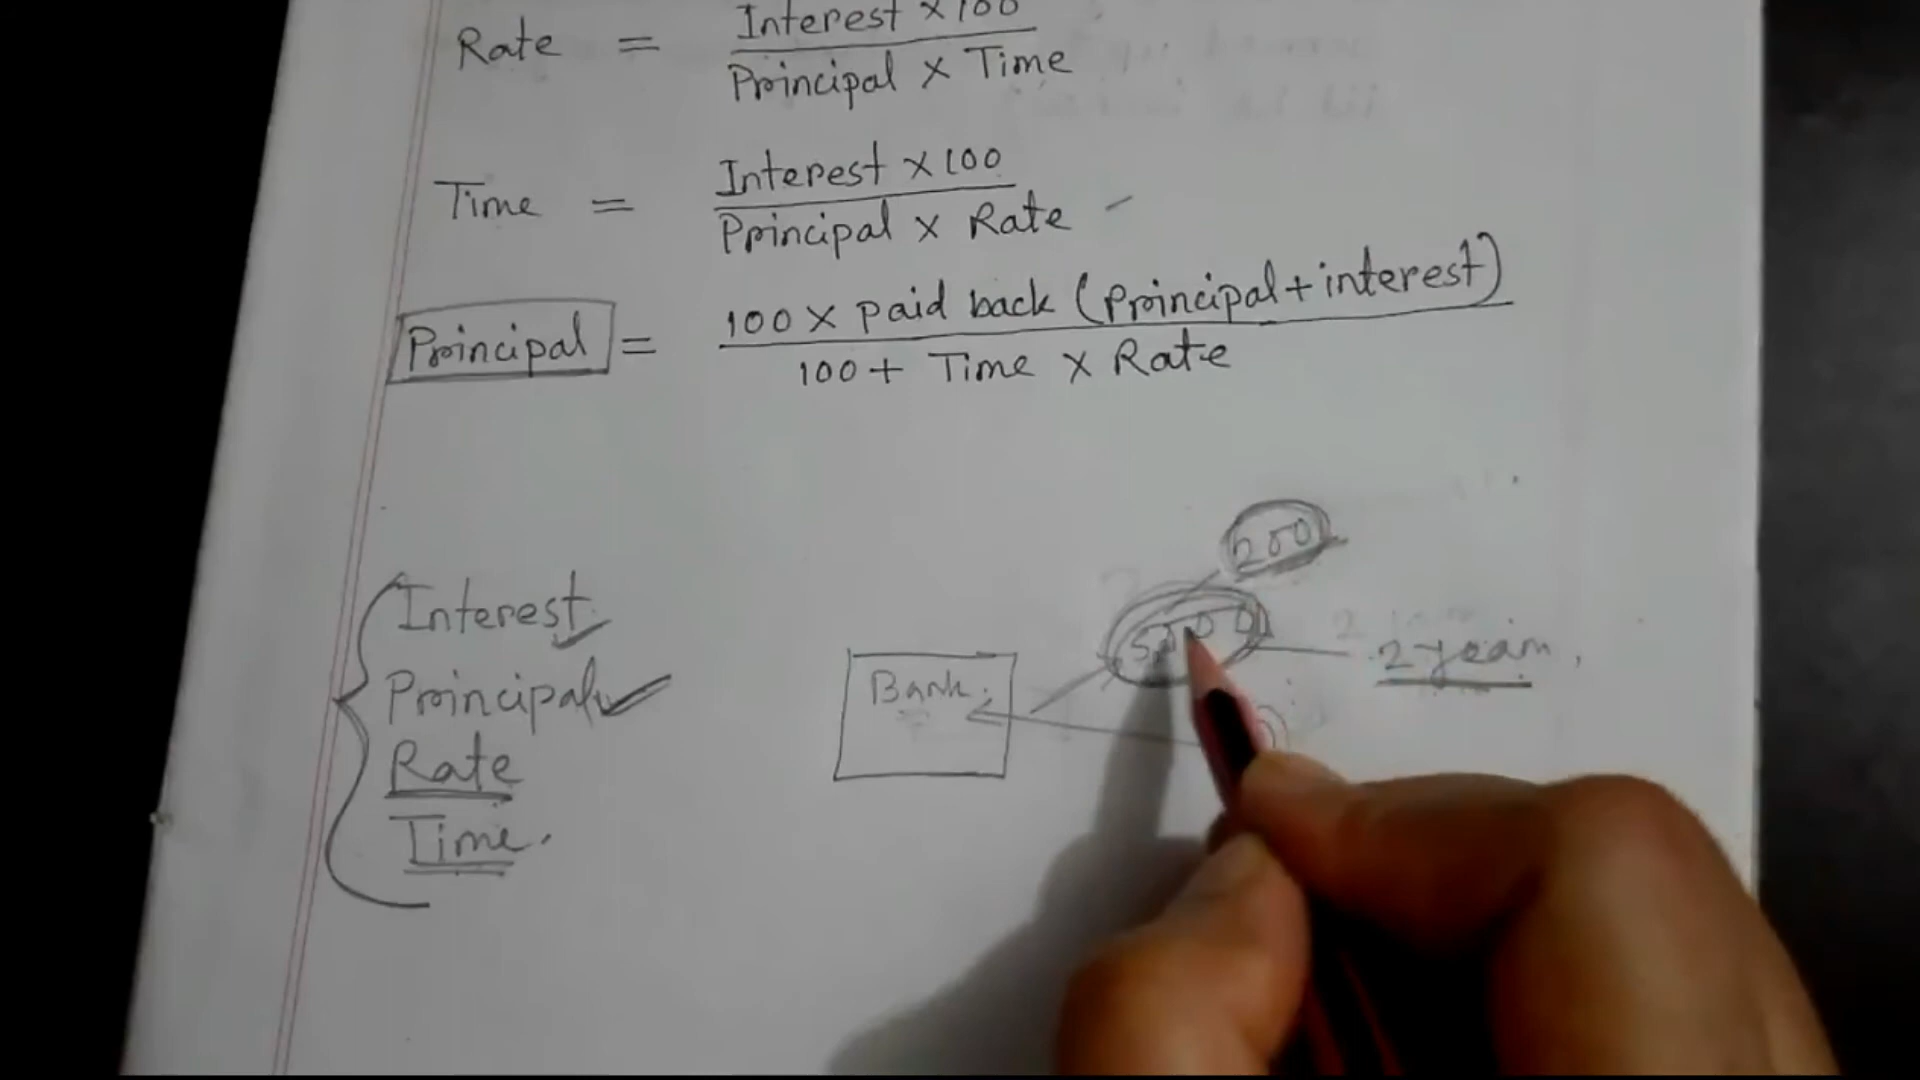 Rate = Interest × 100
Principal × Time
Time = Interest × 100
Principal × Rate
Principal = 100 × Paid back (Principal + interest)
100 + Time × Rate
Interest
Principal
Rate
Time.
Bank.
2 years,